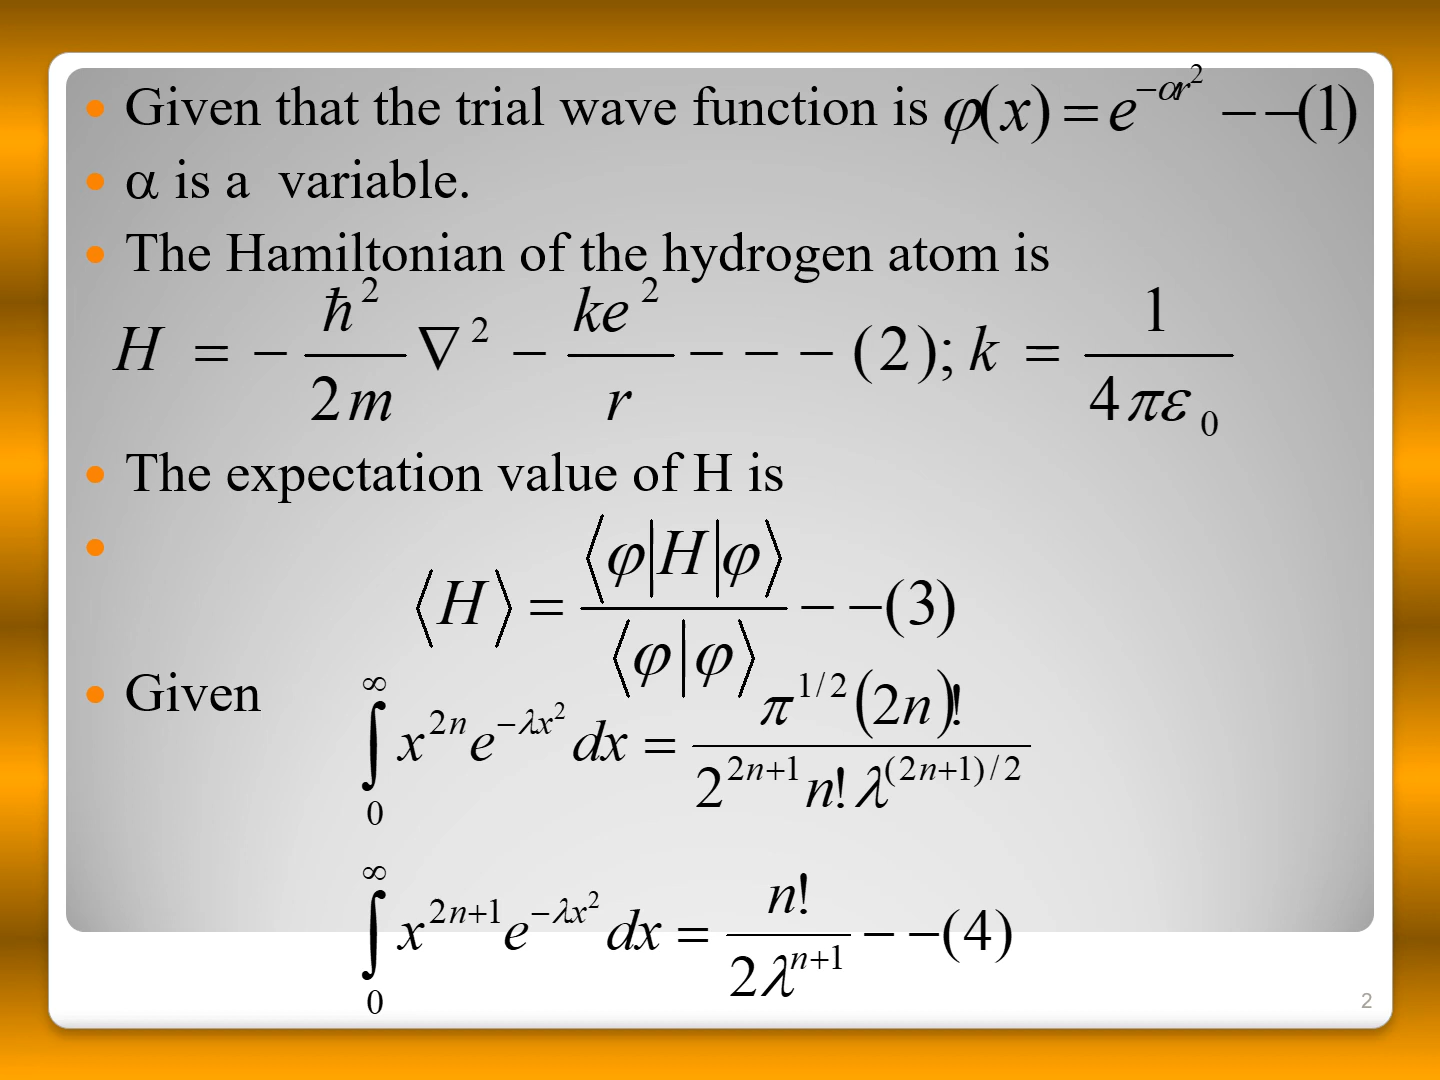 Given that the trial wave function is φ(x) = e^{-αr^2} − −(1)
α is a variable.
The Hamiltonian of the hydrogen atom is
H = − ħ^2/2m ∇^2 − ke^2/r − − − (2); k = 1/4πε_0
The expectation value of H is
⟨H⟩ = ⟨φ|H|φ⟩/⟨φ|φ⟩ − −(3)
Given ∫_0^∞ x^{2n} e^{−λx^2} dx = π^{1/2}(2n)!/2^{2n+1} n! λ^{(2n+1)/2}
∫_0^∞ x^{2n+1} e^{−λx^2} dx = n!/2λ^{n+1} − −(4)
2